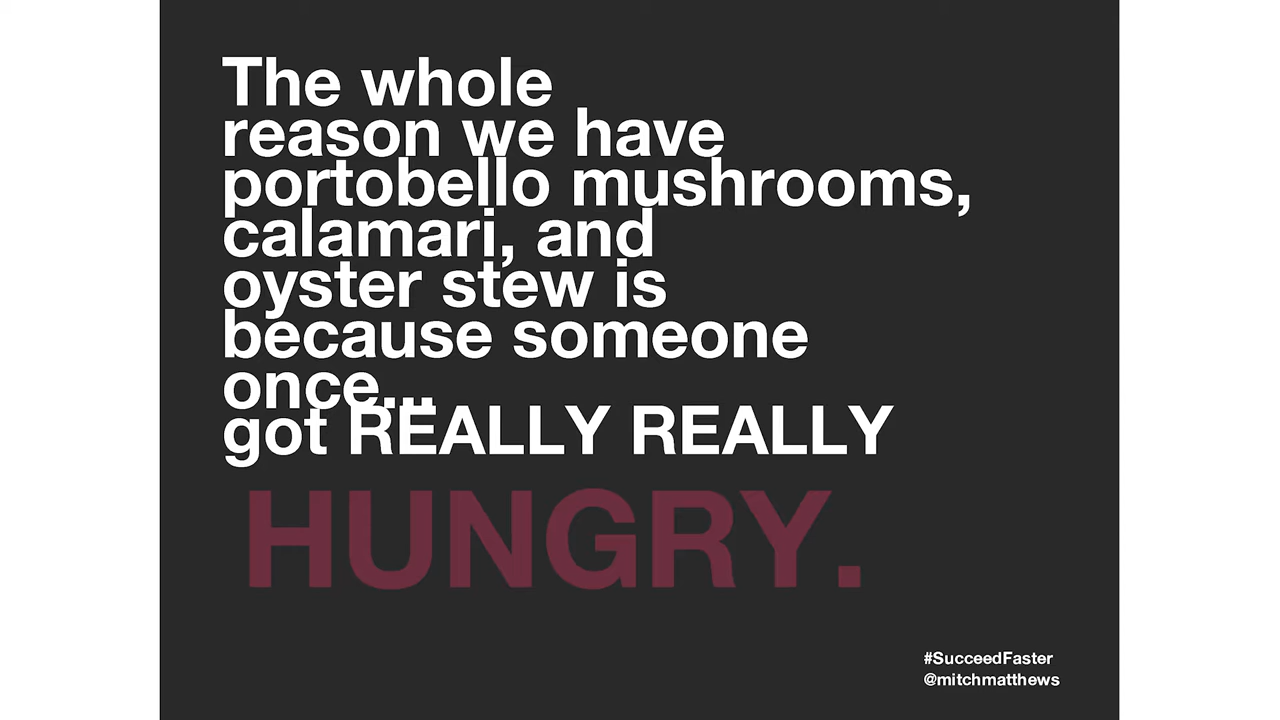 The whole
reason we have
portobello mushrooms,
calamari, and
oyster stew is
because someone
once...
got REALLY REALLY
HUNGRY.
#SucceedFaster
@mitchmatthews